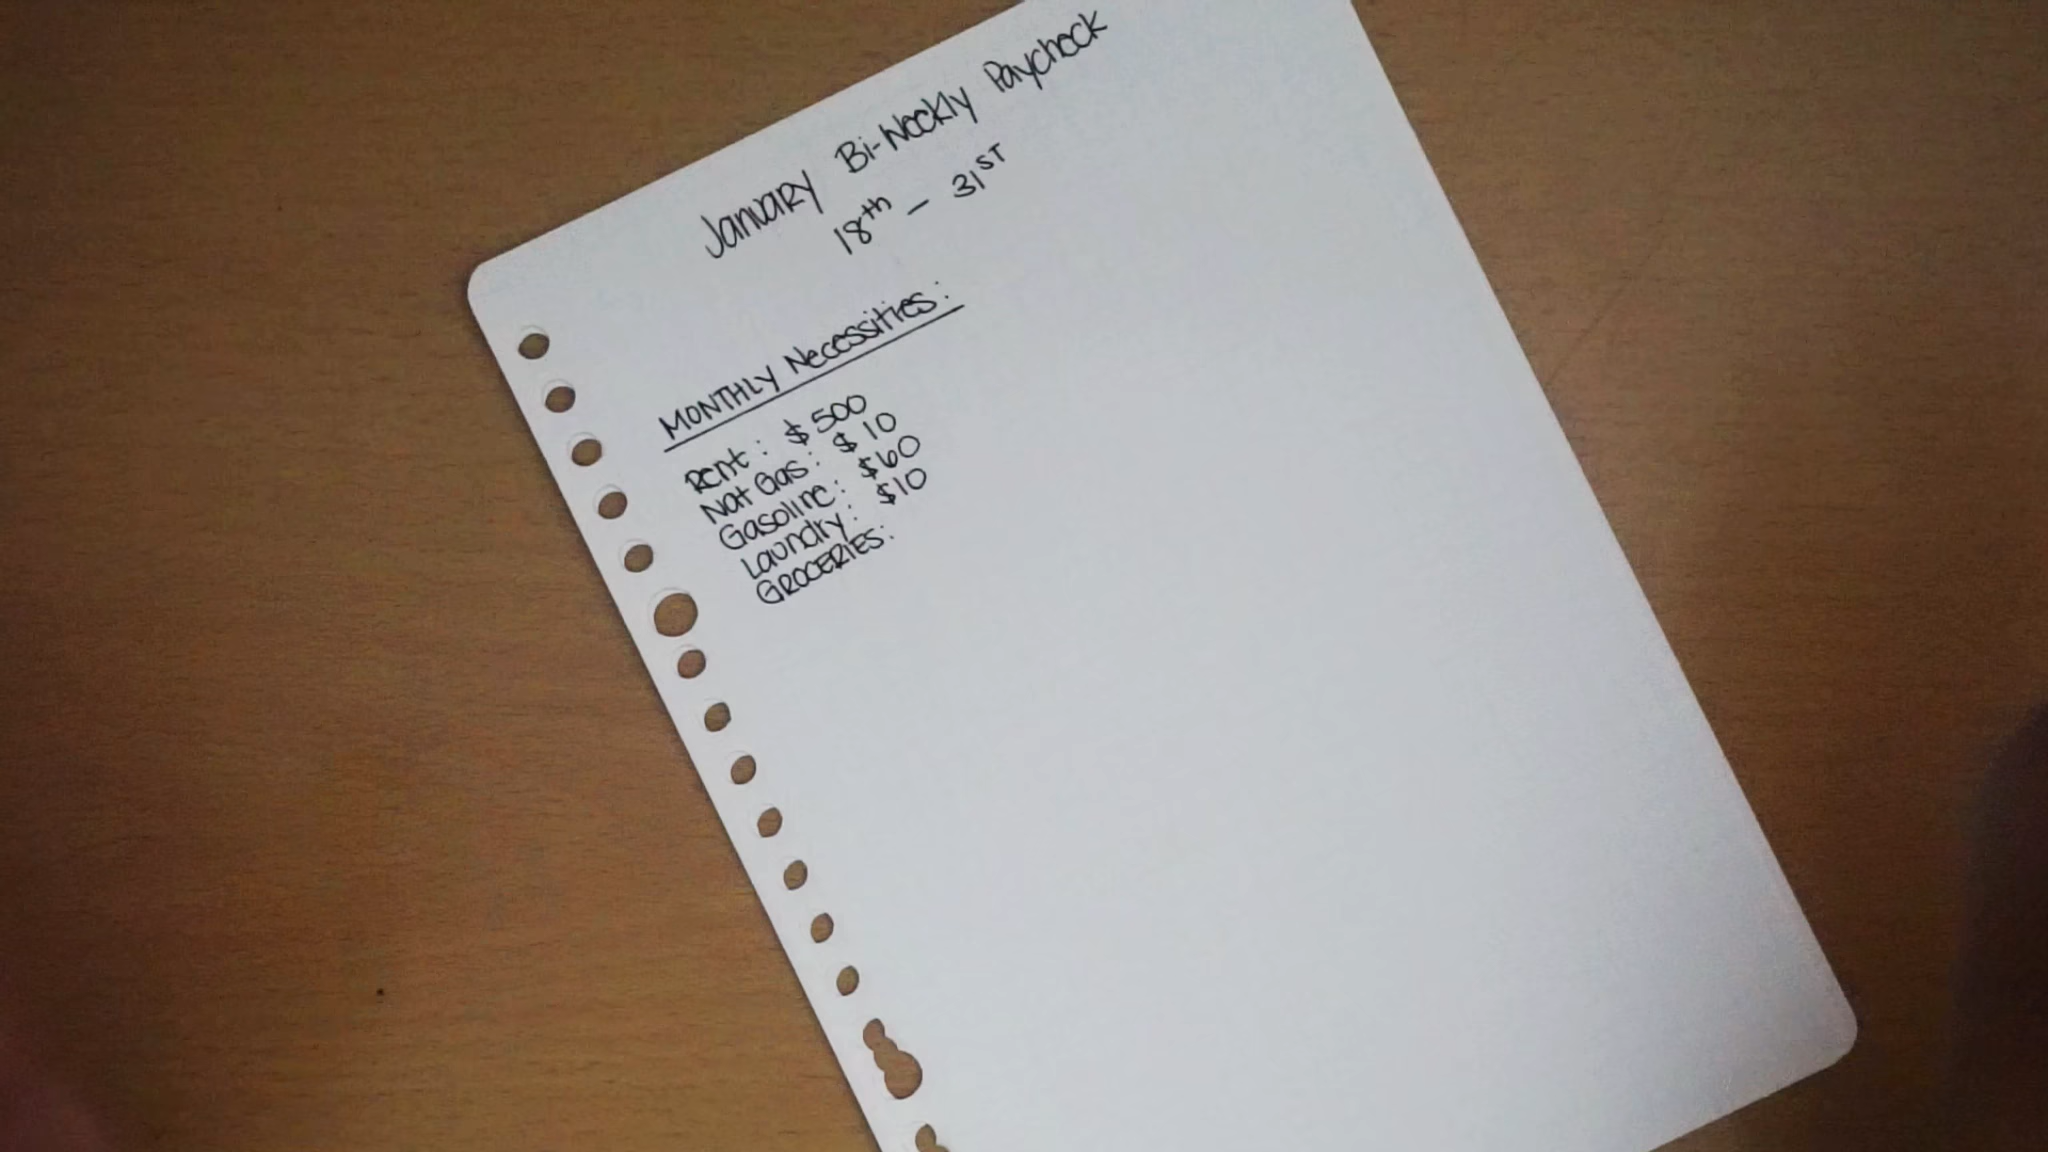 January Bi-Weekly Paycheck
18th - 31ST
MONTHLY Necessities:
Rent: $500
Nat Gas: $10
Gasoline: $60
Laundry: $10
GROCERIES: